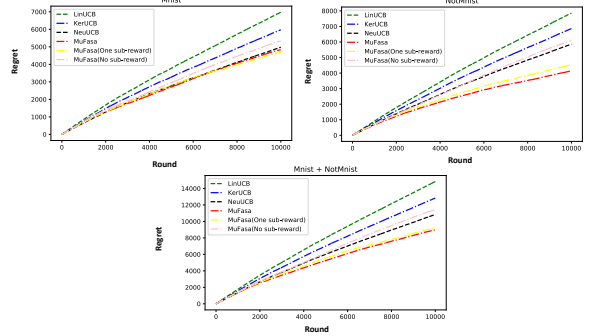 Mnist
7000
6000
5000
4000
3000
2000
1000
0
LinUCB
KerUCB
NeuUCB
MuFasa
MuFasa(One sub-reward)
MuFasa(No sub-reward)
0 2000 4000 6000 8000 10000
Regret
Round
NotMnist
8000
7000
6000
5000
4000
3000
2000
1000
0
LinUCB
KerUCB
NeuUCB
MuFasa
MuFasa(One sub-reward)
MuFasa(No sub-reward)
0 2000 4000 6000 8000 10000
Regret
Round
Mnist + NotMnist
14000
12000
10000
8000
6000
4000
2000
0
LinUCB
KerUCB
NeuUCB
MuFasa
MuFasa(One sub-reward)
MuFasa(No sub-reward)
0 2000 4000 6000 8000 10000
Regret
Round